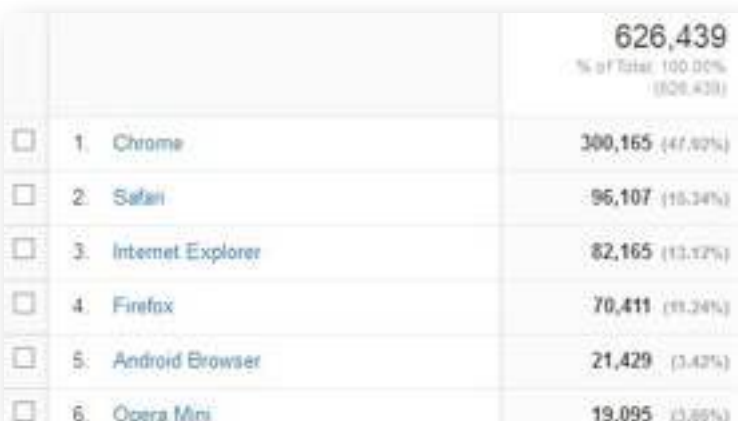 626,439
% of Total: 100.00%
(626,439)
1. Chrome 300,165 (47.92%)
2. Safari 96,107 (15.34%)
3. Internet Explorer 82,165 (13.12%)
4. Firefox 70,411 (11.24%)
5. Android Browser 21,429 (3.42%)
6. Opera Mini 19,095